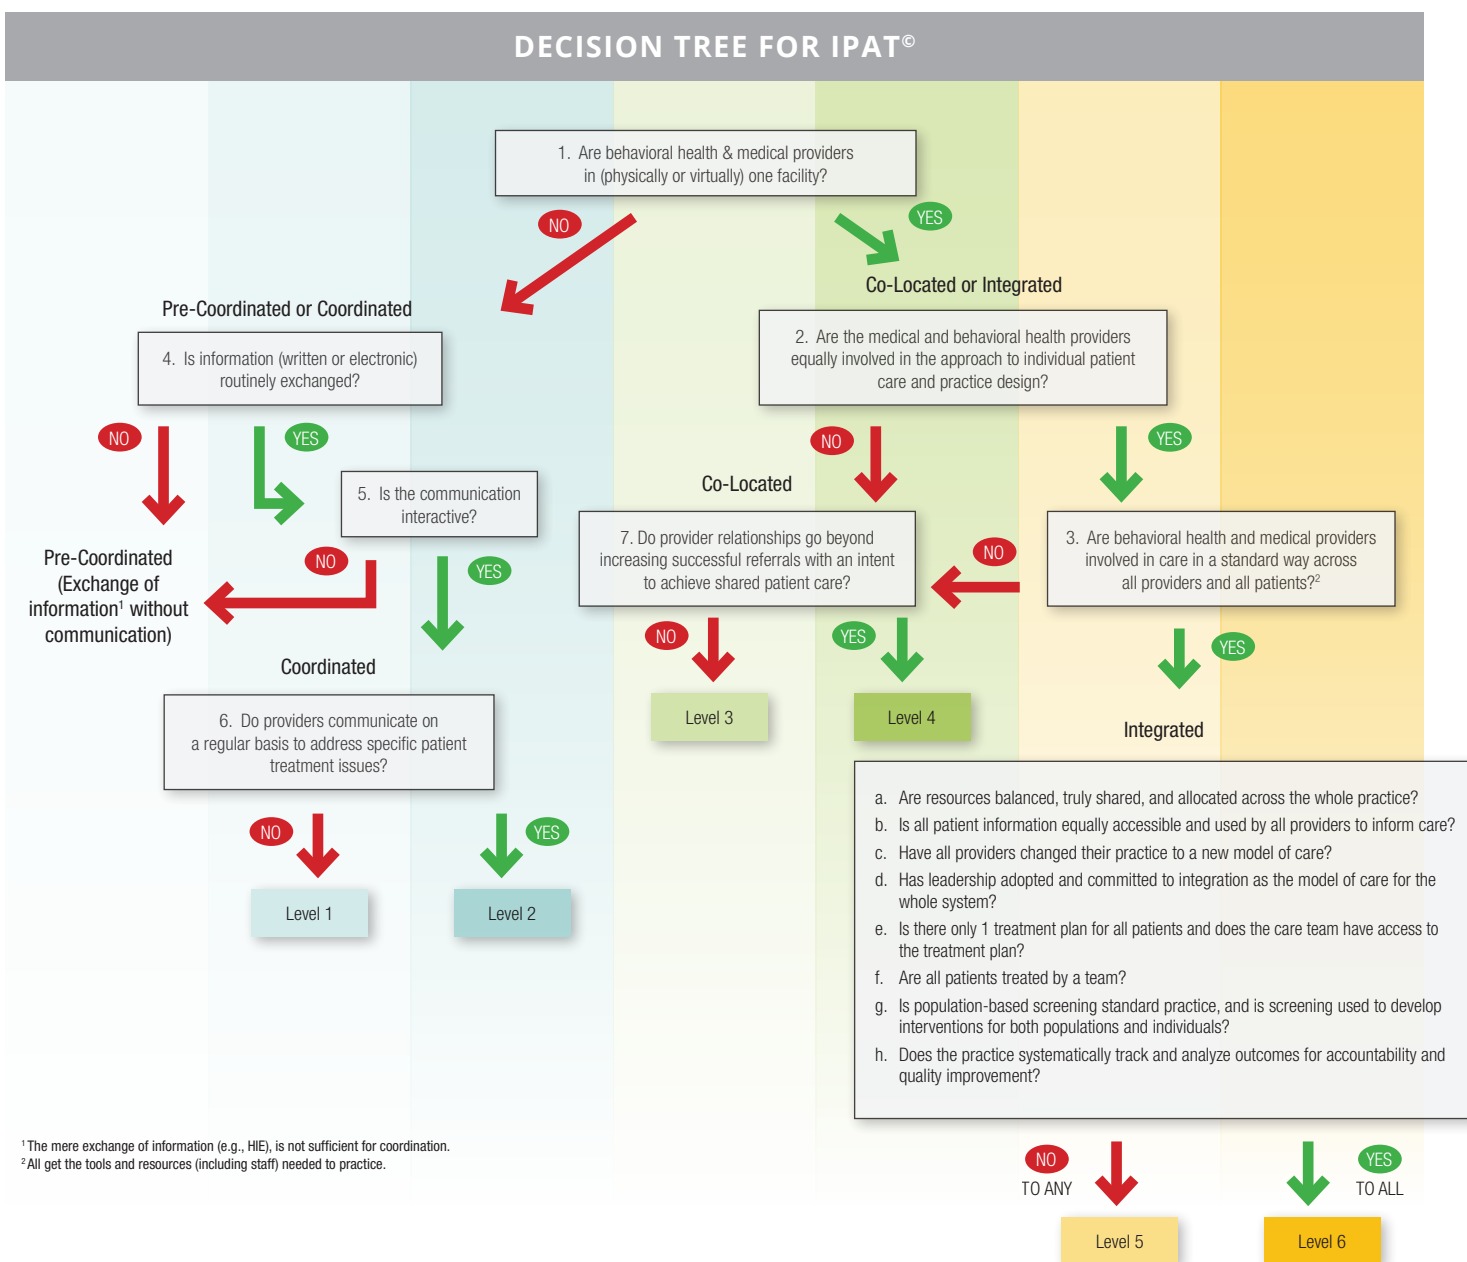 DECISION TREE FOR IPAT©
1. Are behavioral health & medical providers
in (physically or virtually) one facility?
NO
YES
Pre-Coordinated or Coordinated
Co-Located or Integrated
4. Is information (written or electronic)
routinely exchanged?
2. Are the medical and behavioral health providers
equally involved in the approach to individual patient
care and practice design?
NO
YES
NO
YES
5. Is the communication
interactive?
Co-Located
7. Do provider relationships go beyond
increasing successful referrals with an intent
to achieve shared patient care?
NO
3. Are behavioral health and medical providers
involved in care in a standard way across
all providers and all patients?²
Pre-Coordinated
(Exchange of
information¹ without
communication)
NO
YES
NO
YES
YES
Coordinated
6. Do providers communicate on
a regular basis to address specific patient
treatment issues?
Level 3
Level 4
Integrated
NO
YES
Level 1
Level 2
a. Are resources balanced, truly shared, and allocated across the whole practice?
b. Is all patient information equally accessible and used by all providers to inform care?
c. Have all providers changed their practice to a new model of care?
d. Has leadership adopted and committed to integration as the model of care for the
whole system?
e. Is there only 1 treatment plan for all patients and does the care team have access to
the treatment plan?
f. Are all patients treated by a team?
g. Is population-based screening standard practice, and is screening used to develop
interventions for both populations and individuals?
h. Does the practice systematically track and analyze outcomes for accountability and
quality improvement?
¹ The mere exchange of information (e.g., HIE), is not sufficient for coordination.
² All get the tools and resources (including staff) needed to practice.
NO
TO ANY
YES
TO ALL
Level 5
Level 6